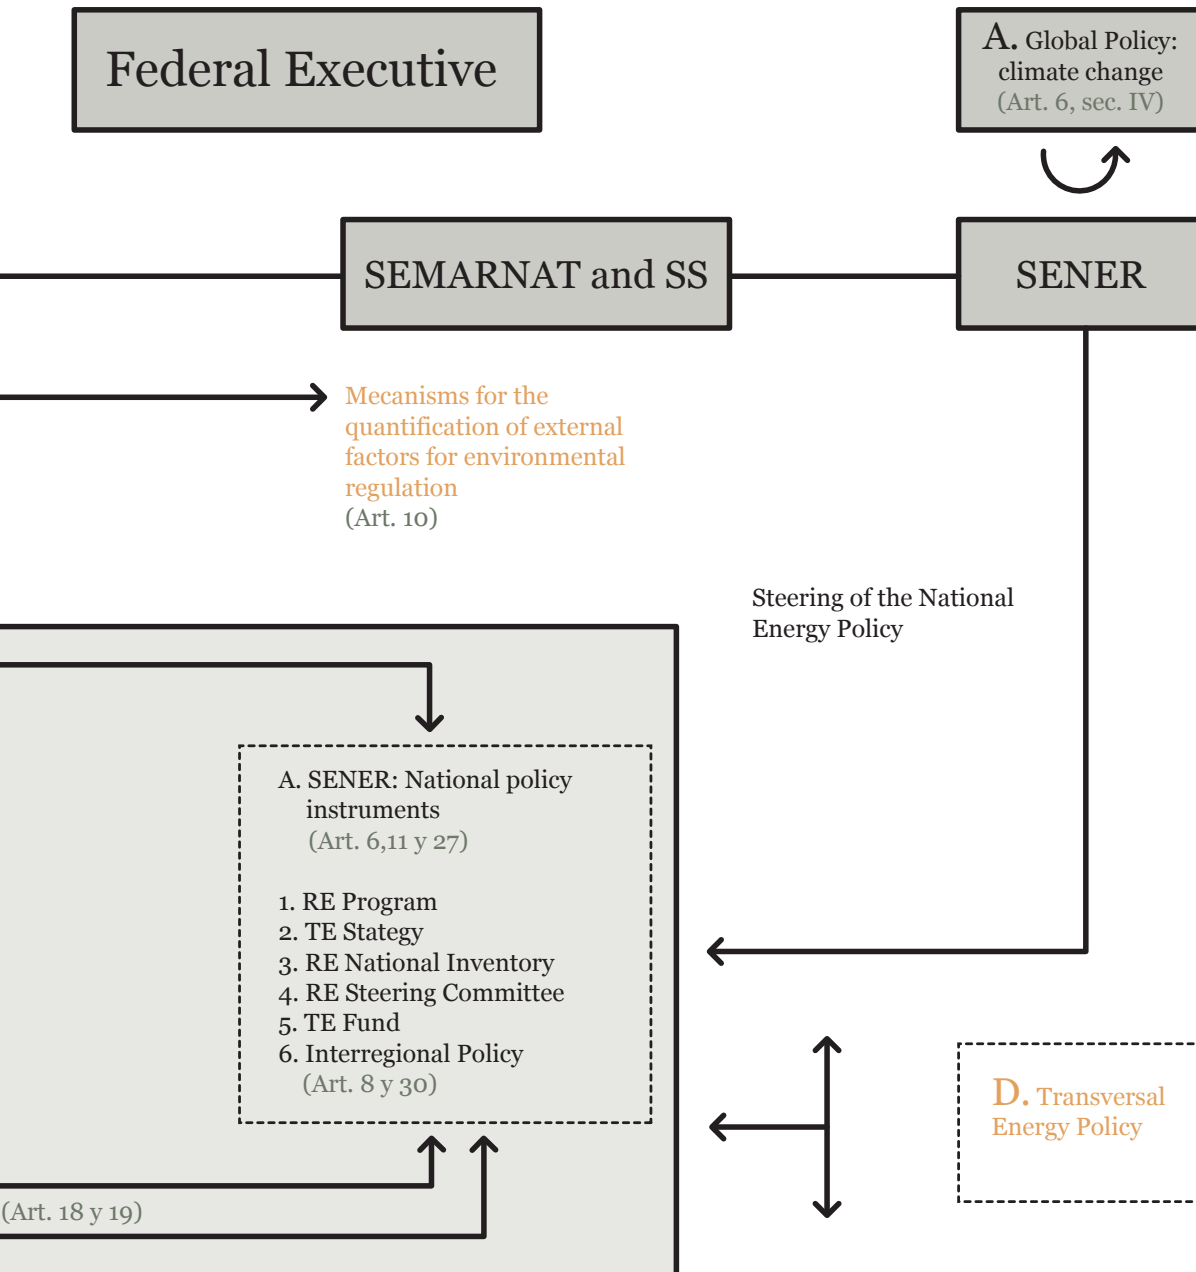 Federal Executive
A. Global Policy:
climate change
(Art. 6, sec. IV)
SEMARNAT and SS
SENER
Mecanisms for the
quantification of external
factors for environmental
regulation
(Art. 10)
Steering of the National
Energy Policy
A. SENER: National policy
instruments
(Art. 6,11 y 27)
1. RE Program
2. TE Stategy
3. RE National Inventory
4. RE Steering Committee
5. TE Fund
6. Interregional Policy
(Art. 8 y 30)
D. Transversal
Energy Policy
(Art. 18 y 19)